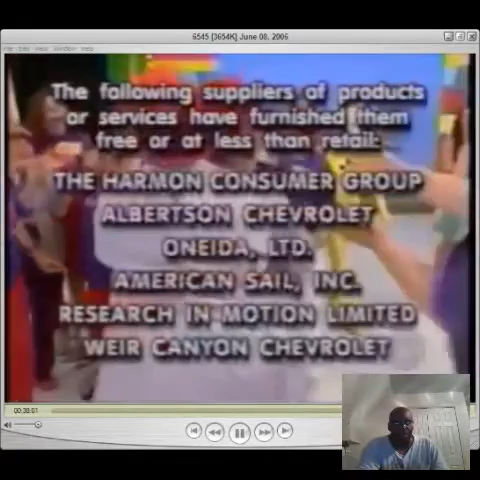 6545 [3654K] June 08, 2006
The following suppliers of products
or services have furnished them
free or at less than retail:
THE HARMON CONSUMER GROUP
ALBERTSON CHEVROLET
ONEIDA, LTD.
AMERICAN SAIL, INC.
RESEARCH IN MOTION LIMITED
WEIR CANYON CHEVROLET
00:38:01